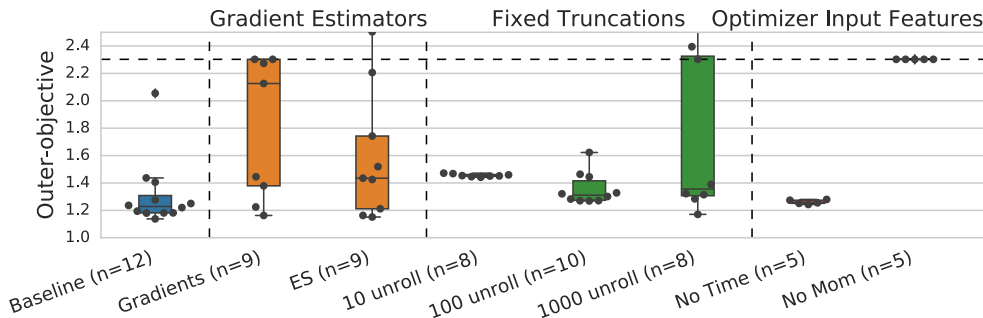 Gradient Estimators
Fixed Truncations
Optimizer Input Features
Outer-objective
2.4
2.2
2.0
1.8
1.6
1.4
1.2
1.0
Baseline (n=12)
Gradients (n=9)
ES (n=9)
10 unroll (n=8)
100 unroll (n=10)
1000 unroll (n=8)
No Time (n=5)
No Mom (n=5)